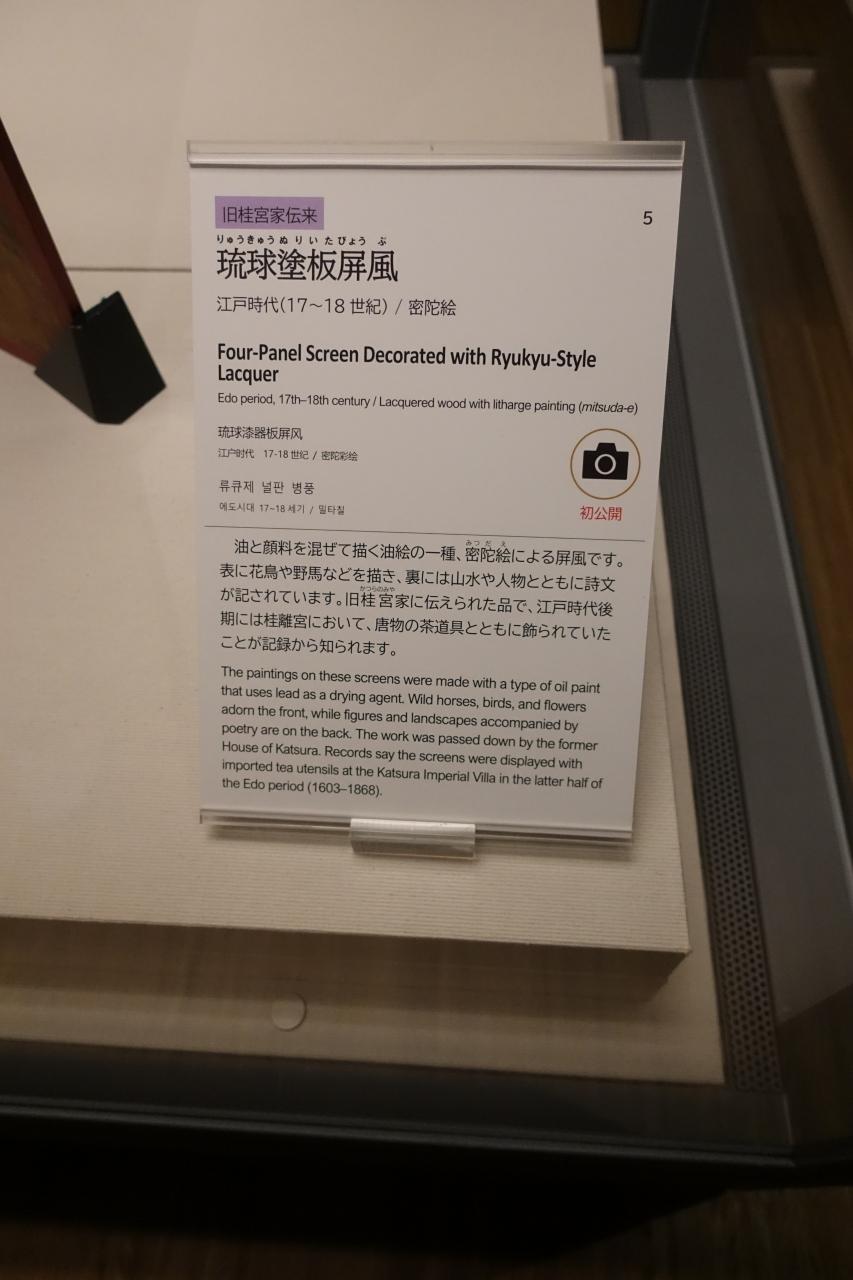 旧桂宮家伝来
5
りゅうきゅうぬりいたびょうぶ
琉球塗板屏風
江戸時代(17～18 世紀) / 密陀絵
Four-Panel Screen Decorated with Ryukyu-Style
Lacquer
Edo period, 17th–18th century / Lacquered wood with litharge painting (mitsuda-e)
琉球漆器板屏风
江户时代　17-18 世纪 / 密陀彩绘
류큐제 널판 병풍
에도시대 17~18 세기 / 밀타칠
初公開
みつだえ
油と顔料を混ぜて描く油絵の一種、密陀絵による屏風です。
表に花鳥や野馬などを描き、裏には山水や人物とともに詩文
かつらのみや
が記されています。旧桂宮家に伝えられた品で、江戸時代後
期には桂離宮において、唐物の茶道具とともに飾られていた
ことが記録から知られます。
The paintings on these screens were made with a type of oil paint
that uses lead as a drying agent. Wild horses, birds, and flowers
adorn the front, while figures and landscapes accompanied by
poetry are on the back. The work was passed down by the former
House of Katsura. Records say the screens were displayed with
imported tea utensils at the Katsura Imperial Villa in the latter half of
the Edo period (1603–1868).